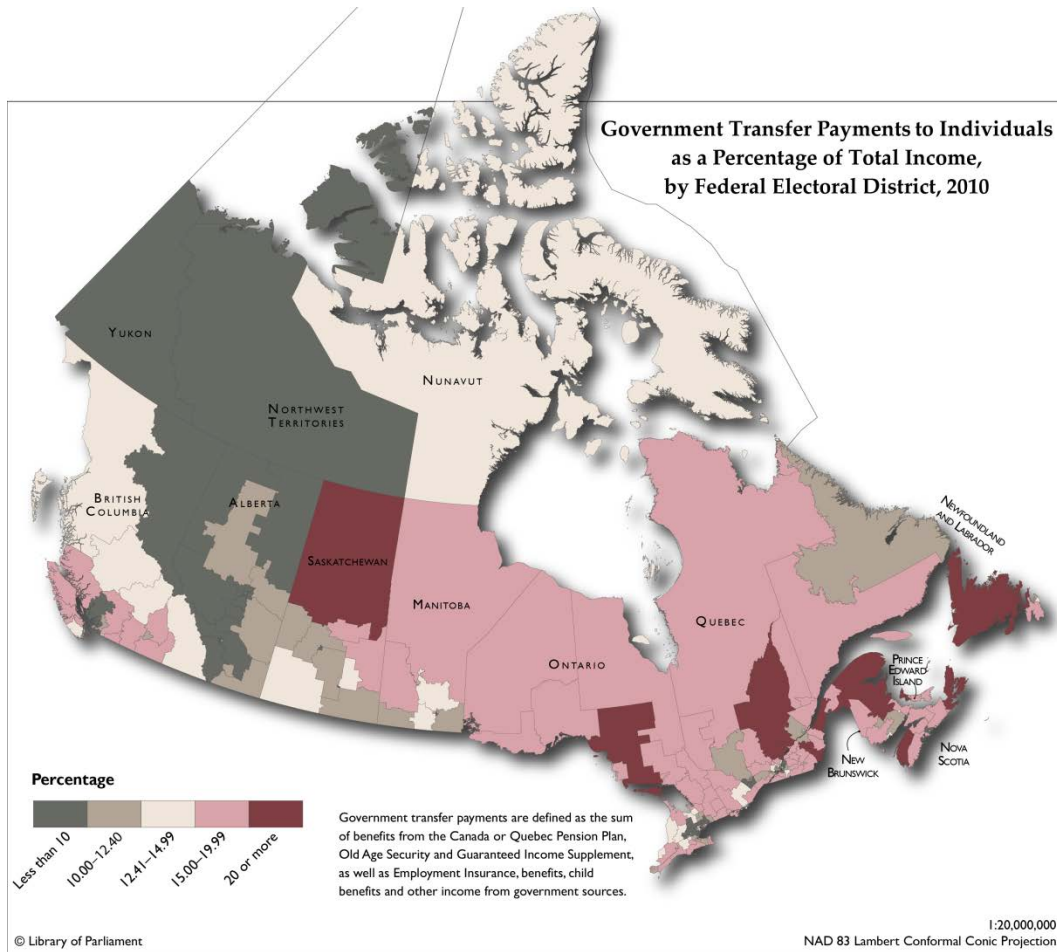 Government Transfer Payments to Individuals
as a Percentage of Total Income,
by Federal Electoral District, 2010
YUKON
NUNAVUT
NORTHWEST
TERRITORIES
BRITISH
COLUMBIA
ALBERTA
SASKATCHEWAN
MANITOBA
ONTARIO
QUEBEC
NEWFOUNDLAND
AND LABRADOR
PRINCE
EDWARD
ISLAND
NEW
BRUNSWICK
NOVA
SCOTIA
Percentage
Less than 10
10.00–12.40
12.41–14.99
15.00–19.99
20 or more
Government transfer payments are defined as the sum
of benefits from the Canada or Quebec Pension Plan,
Old Age Security and Guaranteed Income Supplement,
as well as Employment Insurance, benefits, child
benefits and other income from government sources.
© Library of Parliament
1:20,000,000
NAD 83 Lambert Conformal Conic Projection